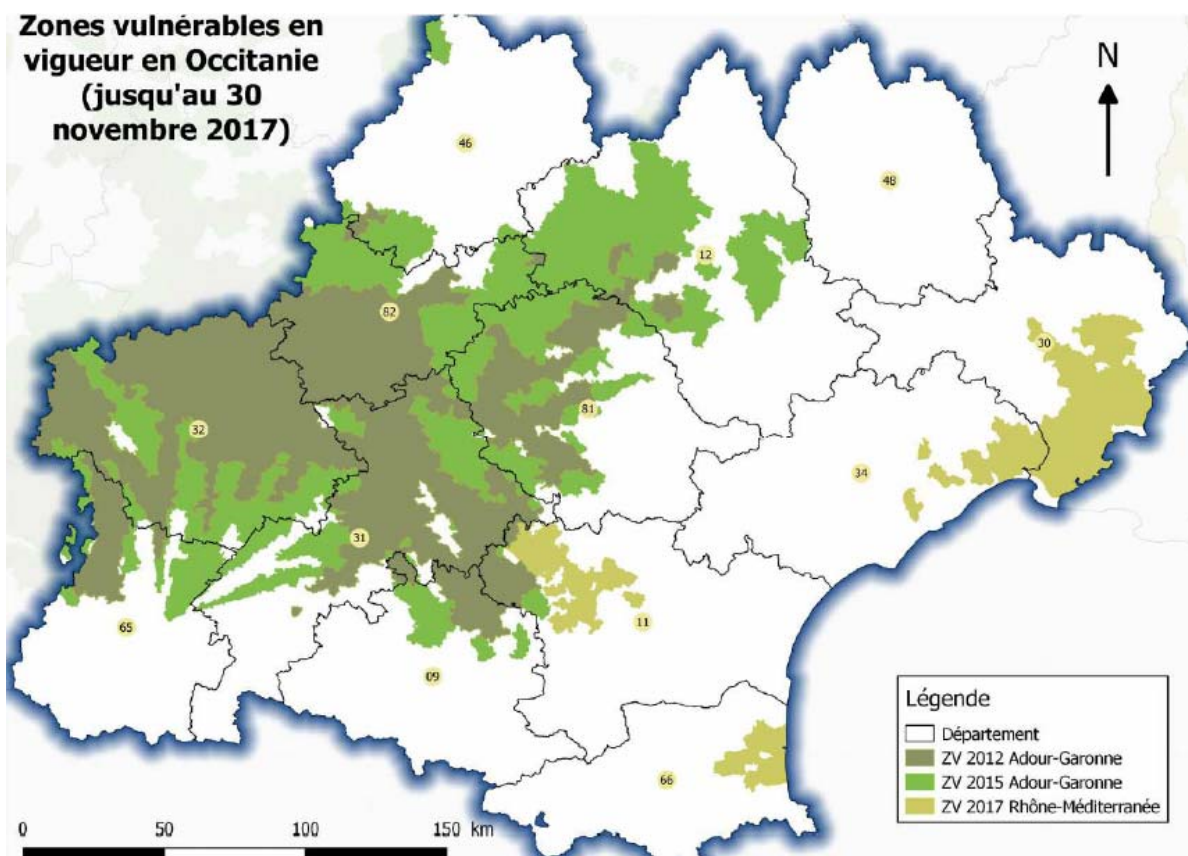 Zones vulnérables en
vigueur en Occitanie
(jusqu'au 30
novembre 2017)
N
46
48
12
82
30
81
32
34
31
11
65
09
66
Légende
Département
ZV 2012 Adour-Garonne
ZV 2015 Adour-Garonne
ZV 2017 Rhône-Méditerranée
0 50 100 150 km